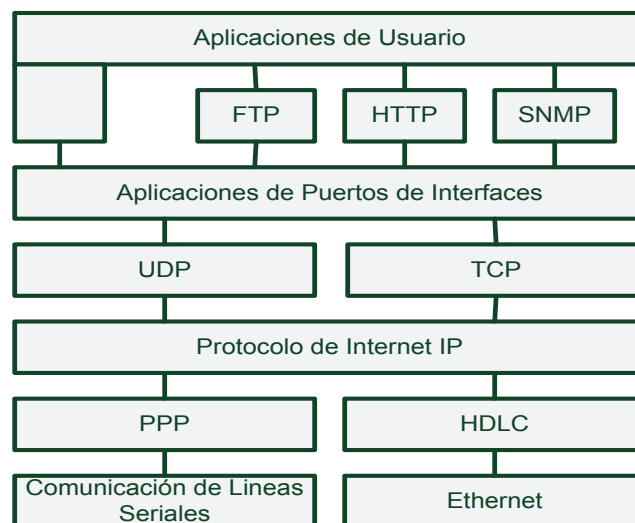 Aplicaciones de Usuario
FTP
HTTP
SNMP
Aplicaciones de Puertos de Interfaces
UDP
TCP
Protocolo de Internet IP
PPP
HDLC
Comunicación de Lineas
Seriales
Ethernet